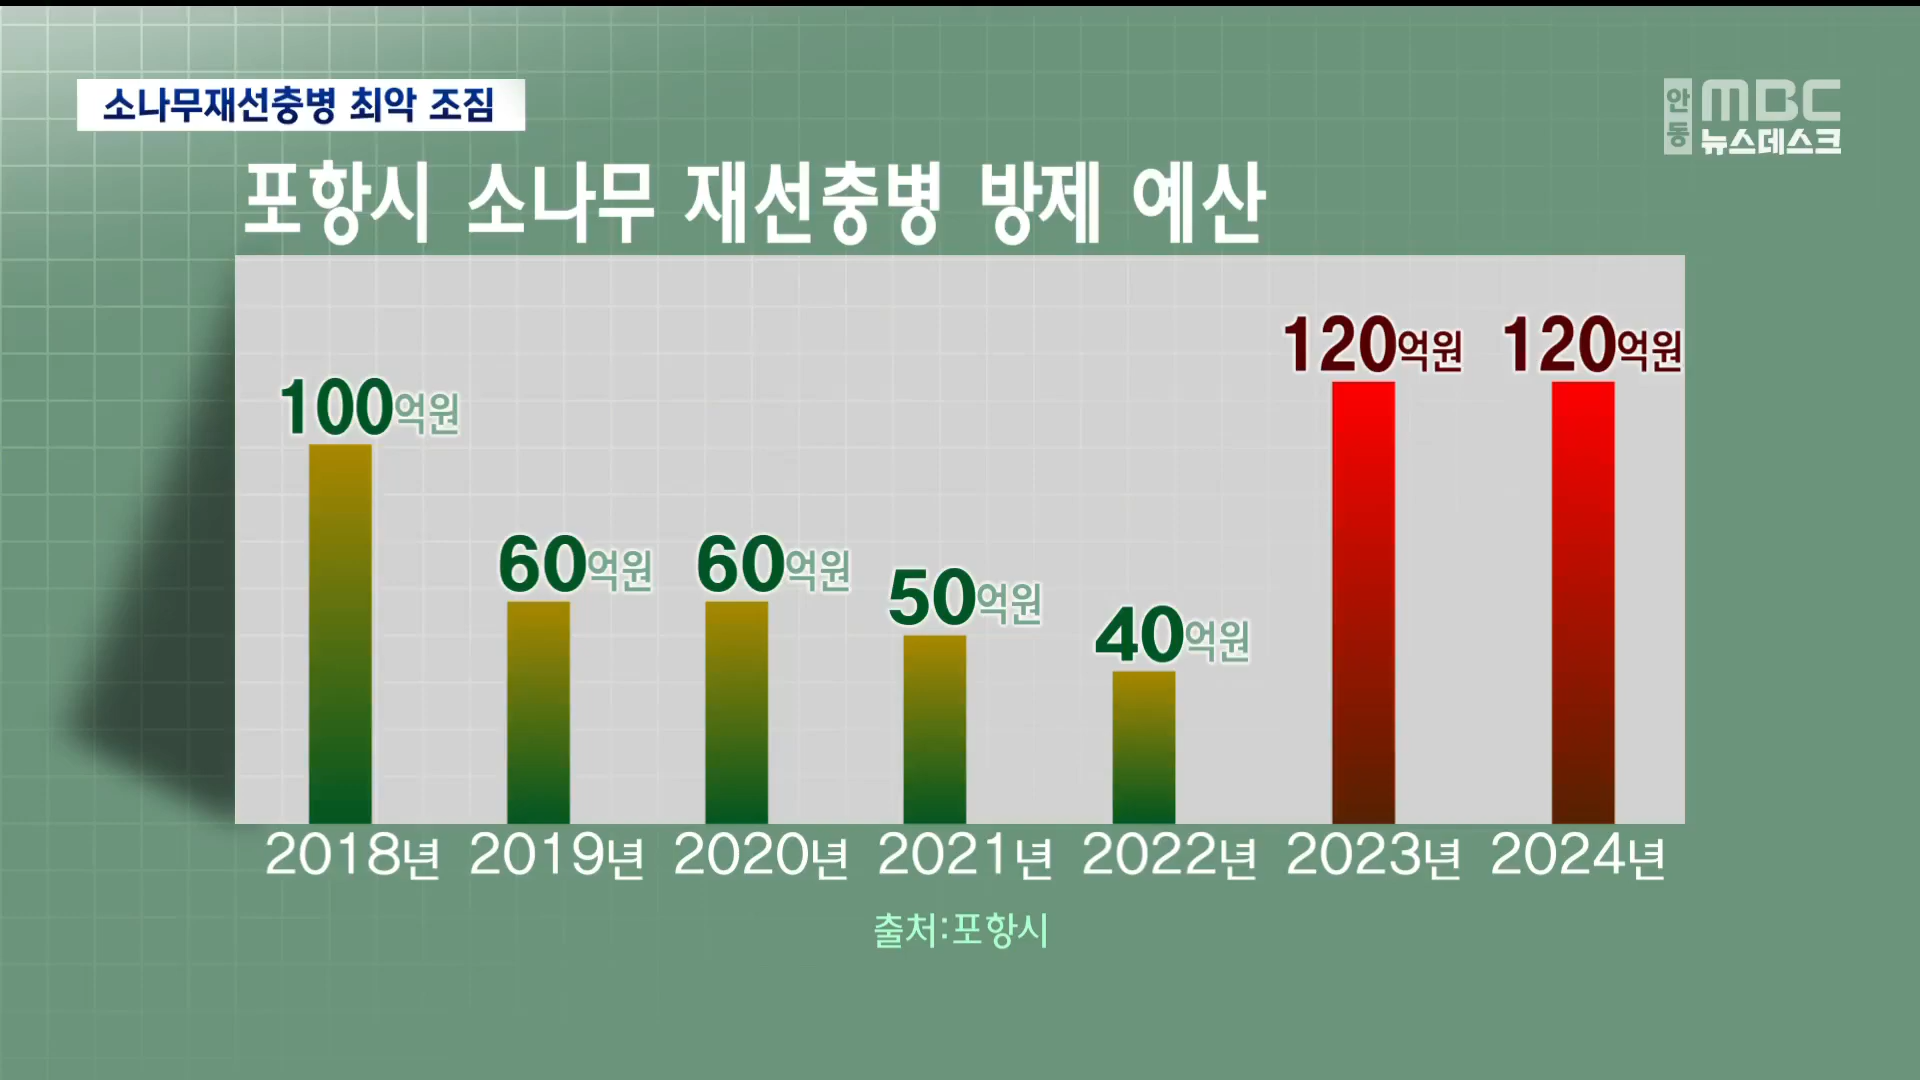 소나무재선충병 최악 조짐
안동
MBC
뉴스데스크
포항시 소나무 재선충병 방제 예산
100억원
60억원
60억원
50억원
40억원
120억원
120억원
2018년 2019년 2020년 2021년 2022년 2023년 2024년
출처:포항시